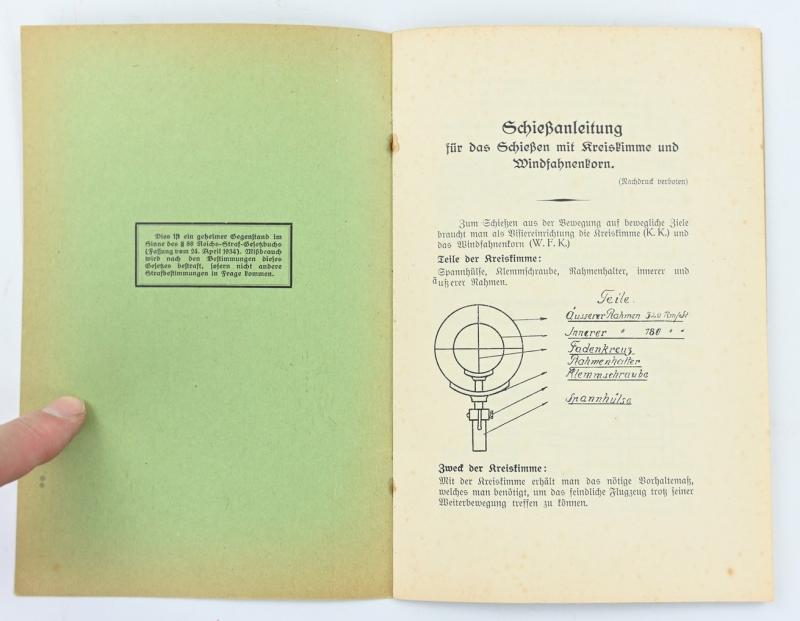 Dies ist ein geheimer Gegenstand im
Sinne des § 88 Reichs-Straf-Gesetzbuchs
(Fassung vom 24. April 1934). Mißbrauch
wird nach den Bestimmungen dieses
Gesetzes bestraft, sofern nicht andere
Strafbestimmungen in Frage kommen.
Schießanleitung
für das Schießen mit Kreiskimme und
Windfahnenkorn.
(Nachdruck verboten)
Zum Schießen aus der Bewegung auf bewegliche Ziele
braucht man als Visiereinrichtung die Kreiskimme (K. K.) und
das Windfahnenkorn (W. F. K.)
Teile der Kreiskimme:
Spannhülse, Klemmschraube, Rahmenhalter, innerer und
äußerer Rahmen.
Teile.
Äusserer Rahmen 320 Km/St
Innerer " 180 " "
Fadenkreuz
Rahmenhalter
Klemmschraube
Spannhülse
Zweck der Kreiskimme:
Mit der Kreiskimme erhält man das nötige Vorhaltemaß,
welches man benötigt, um das feindliche Flugzeug trotz seiner
Weiterbewegung treffen zu können.